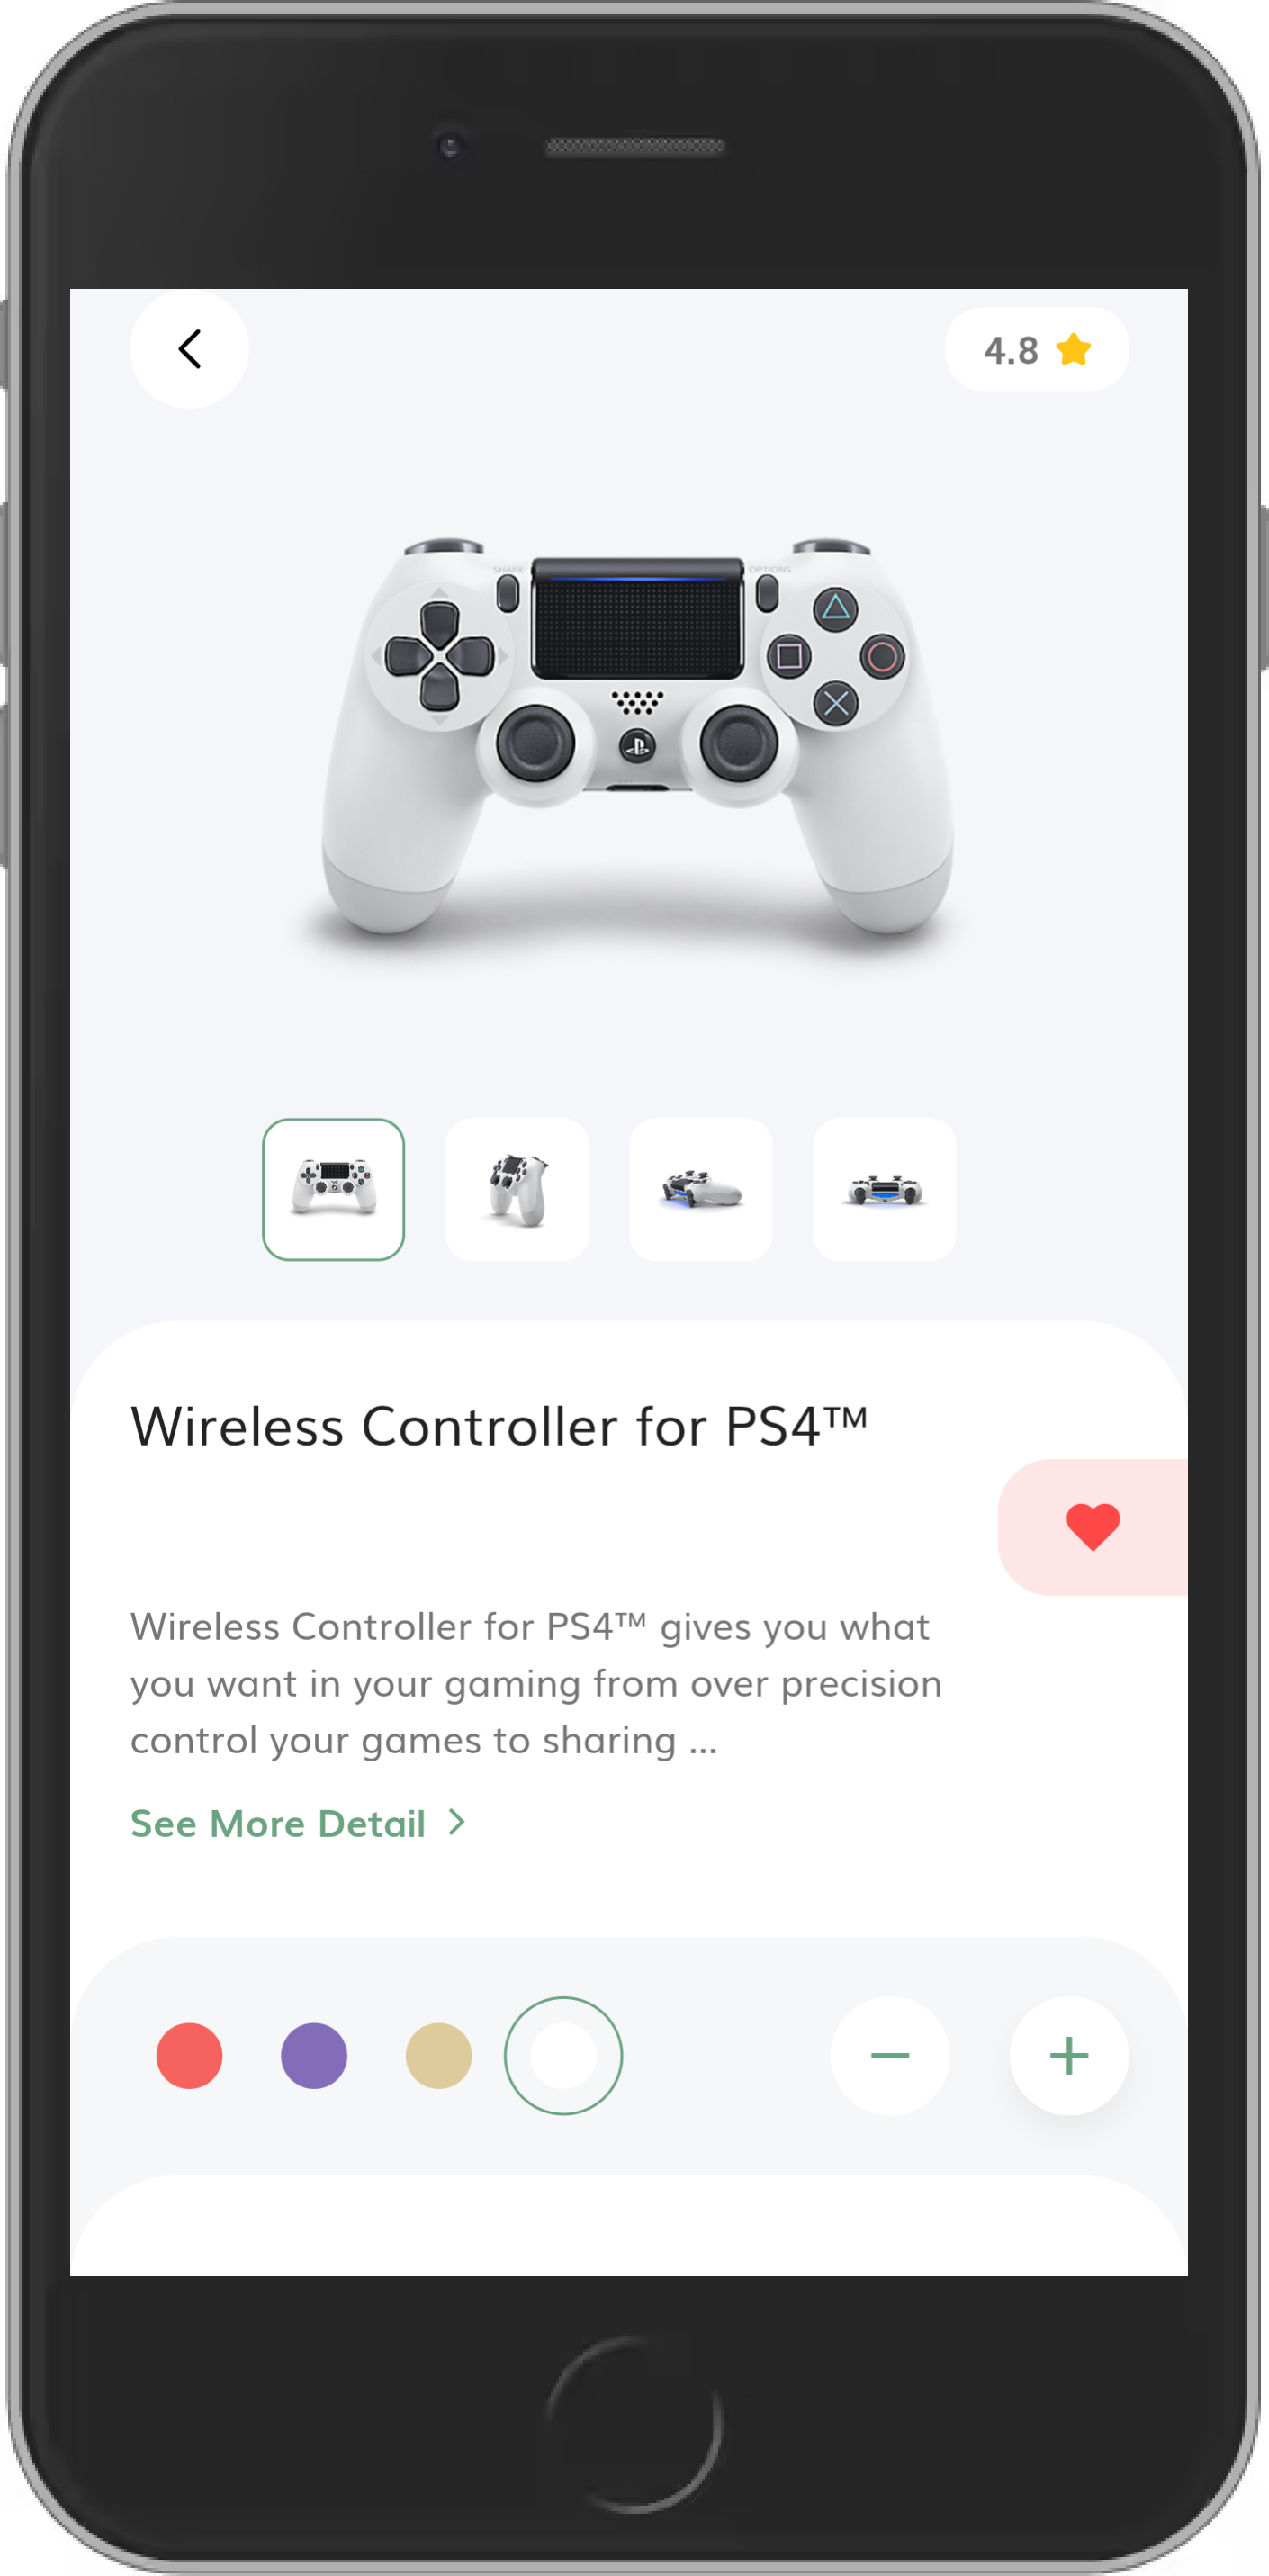 4.8
SHARE
OPTIONS
Wireless Controller for PS4™
Wireless Controller for PS4™ gives you what
you want in your gaming from over precision
control your games to sharing ...
See More Detail